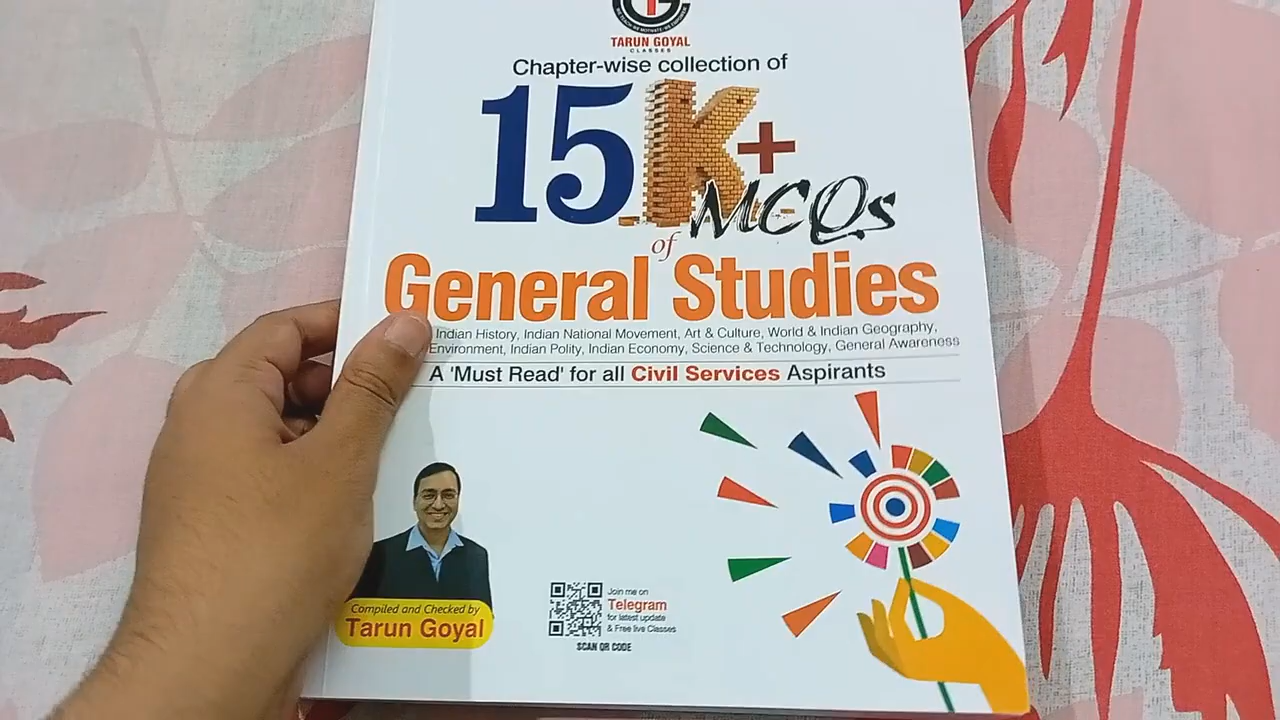 TARUN GOYAL
CLASSES
Chapter-wise collection of
15K+
MCQs
of
General Studies
Indian History, Indian National Movement, Art & Culture, World & Indian Geography,
Environment, Indian Polity, Indian Economy, Science & Technology, General Awareness
A 'Must Read' for all Civil Services Aspirants
Compiled and Checked by
Tarun Goyal
Join me on
Telegram
for latest update
& Free live Classes
SCAN QR CODE